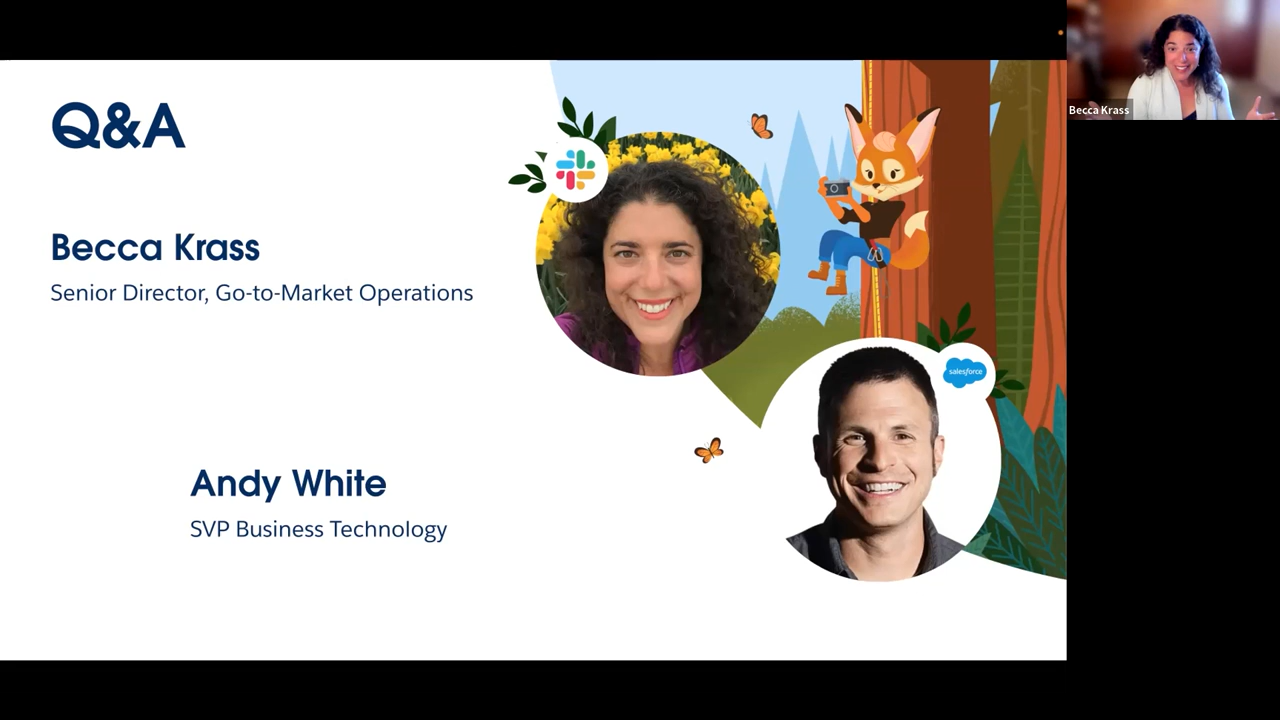 Q&A
Becca Krass
Senior Director, Go-to-Market Operations
salesforce
Andy White
SVP Business Technology
Becca Krass